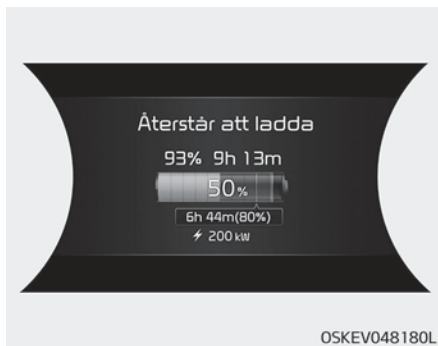 Återstår att ladda
93% 9h 13m
50%
6h 44m(80%)
200 kW
OSKEV048180L